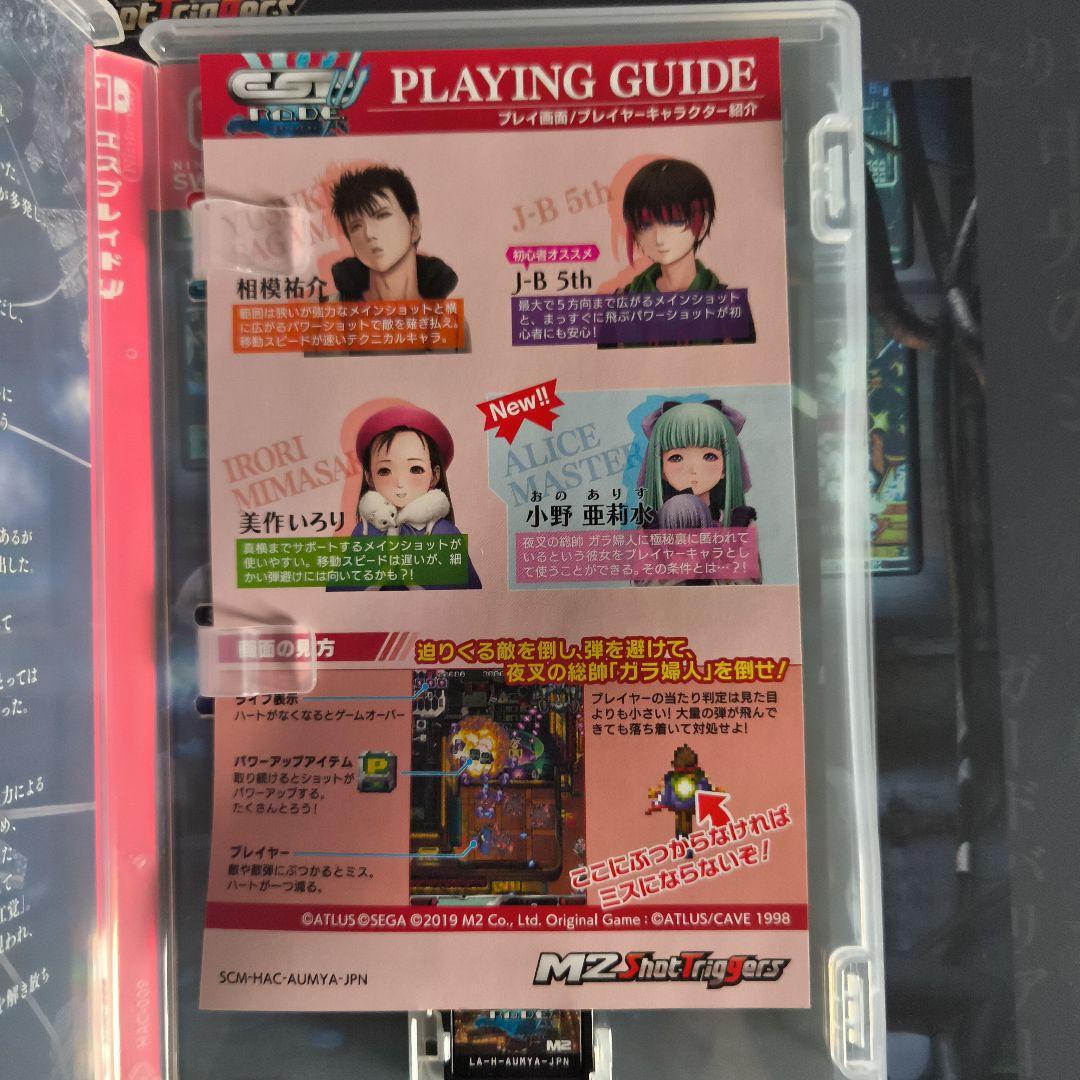 ShotTriggers
エスプレイドψ
ESP
RA.DE.
PLAYING GUIDE
プレイ画面/プレイヤーキャラクター紹介
YUSUKE
SAGAMI
相模祐介
範囲は狭いが強力なメインショットと横
に広がるパワーショットで敵を薙ぎ払え。
移動スピードが速いテクニカルキャラ。
J-B 5th
初心者オススメ
J-B 5th
最大で5方向まで広がるメインショット
と、まっすぐに飛ぶパワーショットが初
心者にも安心!
IRORI
MIMASAKA
美作いろり
真横までサポートするメインショットが
使いやすい。移動スピードは遅いが、細
かい弾避けには向いてるかも?!
New!!
ALICE
MASTER
おの ありす
小野 亜莉水
夜叉の総帥 ガラ婦人に極秘裏に匿われて
いるという彼女をプレイヤーキャラとし
て使うことができる。その条件とは…?!
画面の見方
迫りくる敵を倒し、弾を避けて、
夜叉の総帥「ガラ婦人」を倒せ!
ライフ表示
ハートがなくなるとゲームオーバー
パワーアップアイテム
取り続けるとショットが
パワーアップする。
たくさんとろう!
P
プレイヤー
敵や敵弾にぶつかるとミス。
ハートが一つ減る。
プレイヤーの当たり判定は見た目
よりも小さい! 大量の弾が飛んで
きても落ち着いて対処せよ!
ここにぶっからなければ
ミスにならないぞ!
©ATLUS ©SEGA ©2019 M2 Co., Ltd. Original Game : ©ATLUS/CAVE 1998
SCM-HAC-AUMYA-JPN
M2 ShotTriggers
RA.DE.
M2
LA-H-AUMYA-JPN
HAC-009